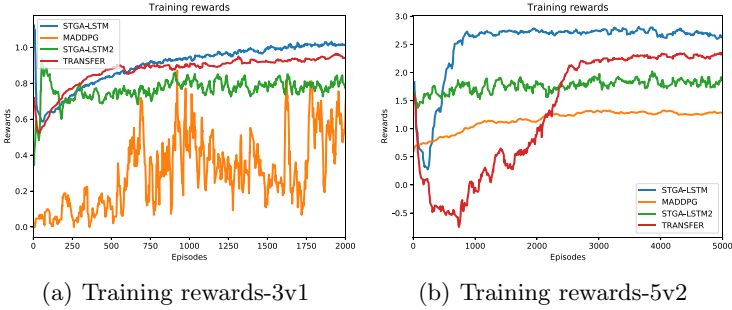 Training rewards
STGA-LSTM
MADDPG
STGA-LSTM2
TRANSFER
1.0
0.8
0.6
0.4
0.2
0.0
Rewards
0 250 500 750 1000 1250 1500 1750 2000
Episodes
(a) Training rewards-3v1
Training rewards
3.0
2.5
2.0
1.5
1.0
0.5
0.0
−0.5
Rewards
STGA-LSTM
MADDPG
STGA-LSTM2
TRANSFER
0 1000 2000 3000 4000 5000
Episodes
(b) Training rewards-5v2